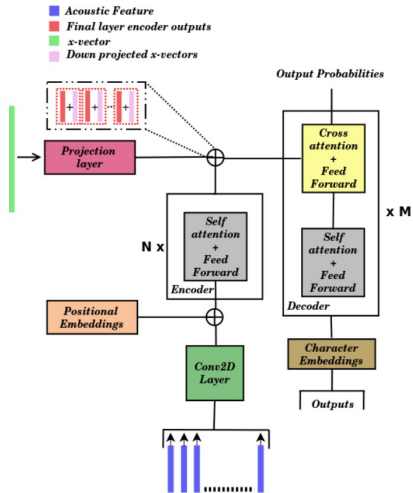 Acoustic Feature
Final layer encoder outputs
x-vector
Down projected x-vectors
Output Probabilities
+
+
+
Projection
layer
Cross
attention
+
Feed
Forward
N x
Self
attention
+
Feed
Forward
Encoder
Self
attention
+
Feed
Forward
Decoder
x M
Positional
Embeddings
Conv2D
Layer
Character
Embeddings
Outputs